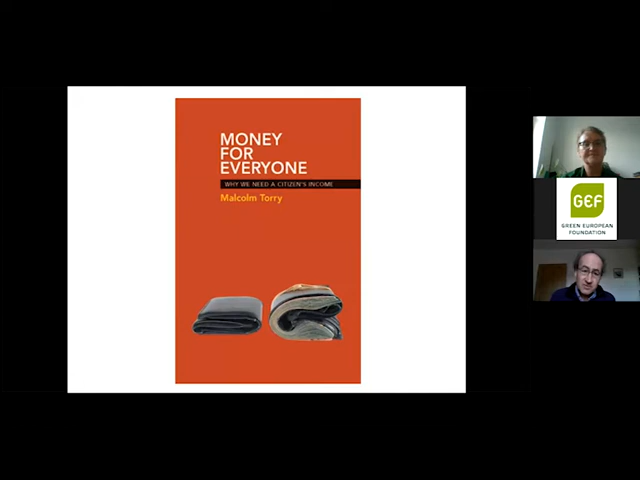 MONEY
FOR
EVERYONE
WHY WE NEED A CITIZEN'S INCOME
Malcolm Torry
GEF
GREEN EUROPEAN
FOUNDATION